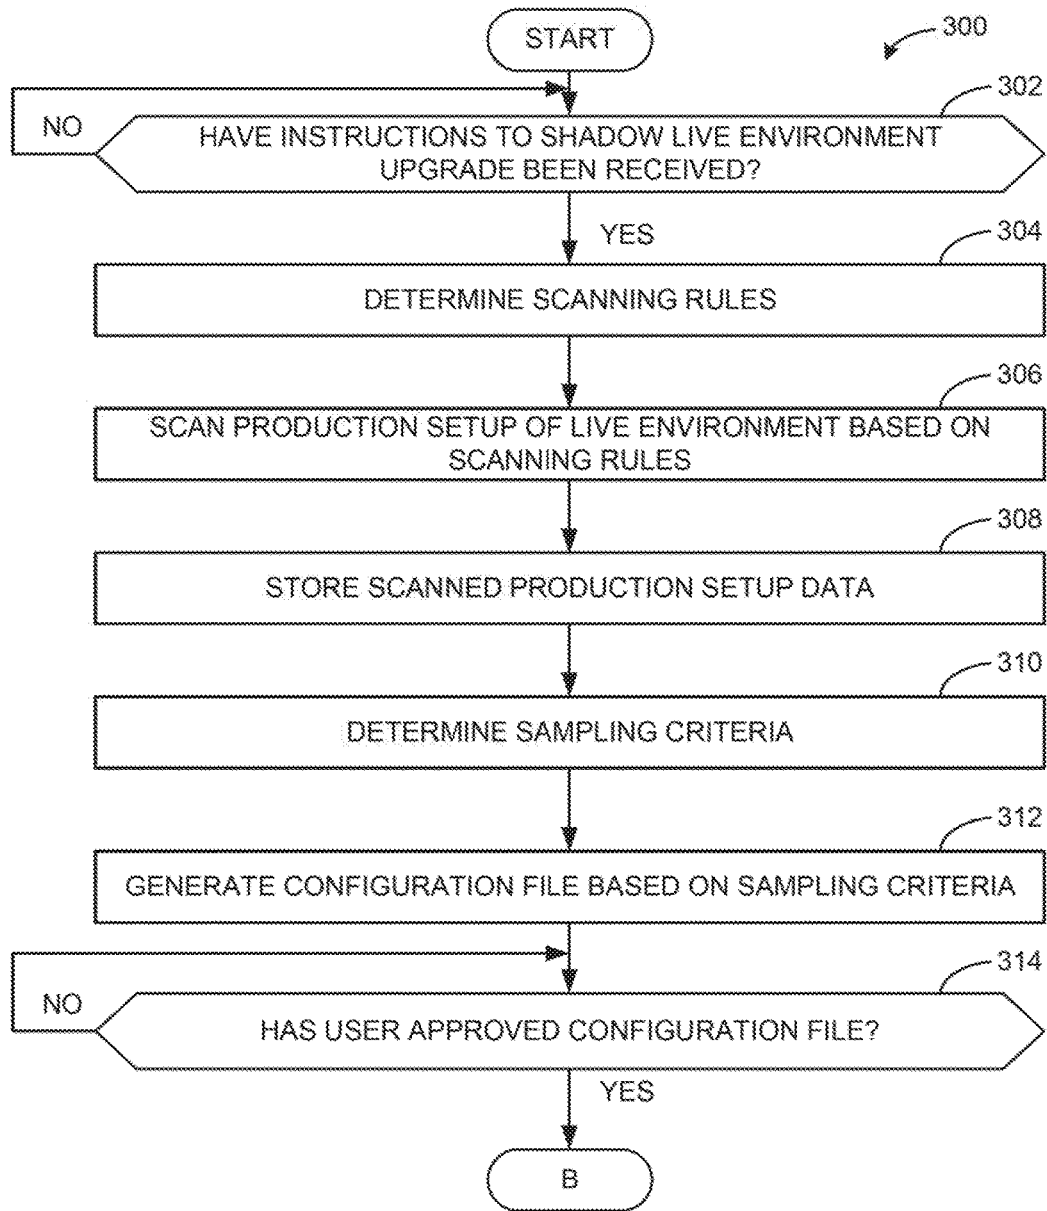 START
300
302
NO
HAVE INSTRUCTIONS TO SHADOW LIVE ENVIRONMENT
UPGRADE BEEN RECEIVED?
YES
304
DETERMINE SCANNING RULES
306
SCAN PRODUCTION SETUP OF LIVE ENVIRONMENT BASED ON
SCANNING RULES
308
STORE SCANNED PRODUCTION SETUP DATA
310
DETERMINE SAMPLING CRITERIA
312
GENERATE CONFIGURATION FILE BASED ON SAMPLING CRITERIA
314
NO
HAS USER APPROVED CONFIGURATION FILE?
YES
B